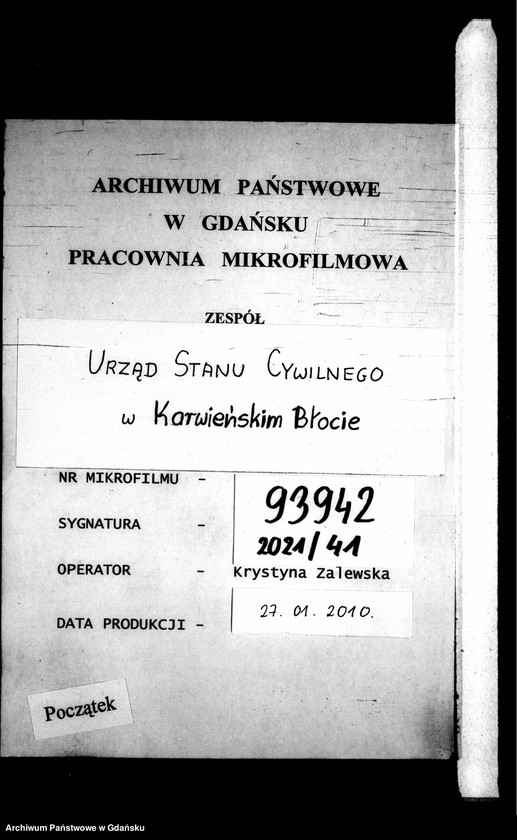 ARCHIWUM PAŃSTWOWE
W GDAŃSKU
PRACOWNIA MIKROFILMOWA
ZESPÓŁ
URZĄD STANU CYWILNEGO
w Karwieńskim Błocie
NR MIKROFILMU - 93942
SYGNATURA - 2021/41
OPERATOR - Krystyna Zalewska
DATA PRODUKCJI - 27. 01. 2010.
Początek
Archiwum Państwowe w Gdańsku